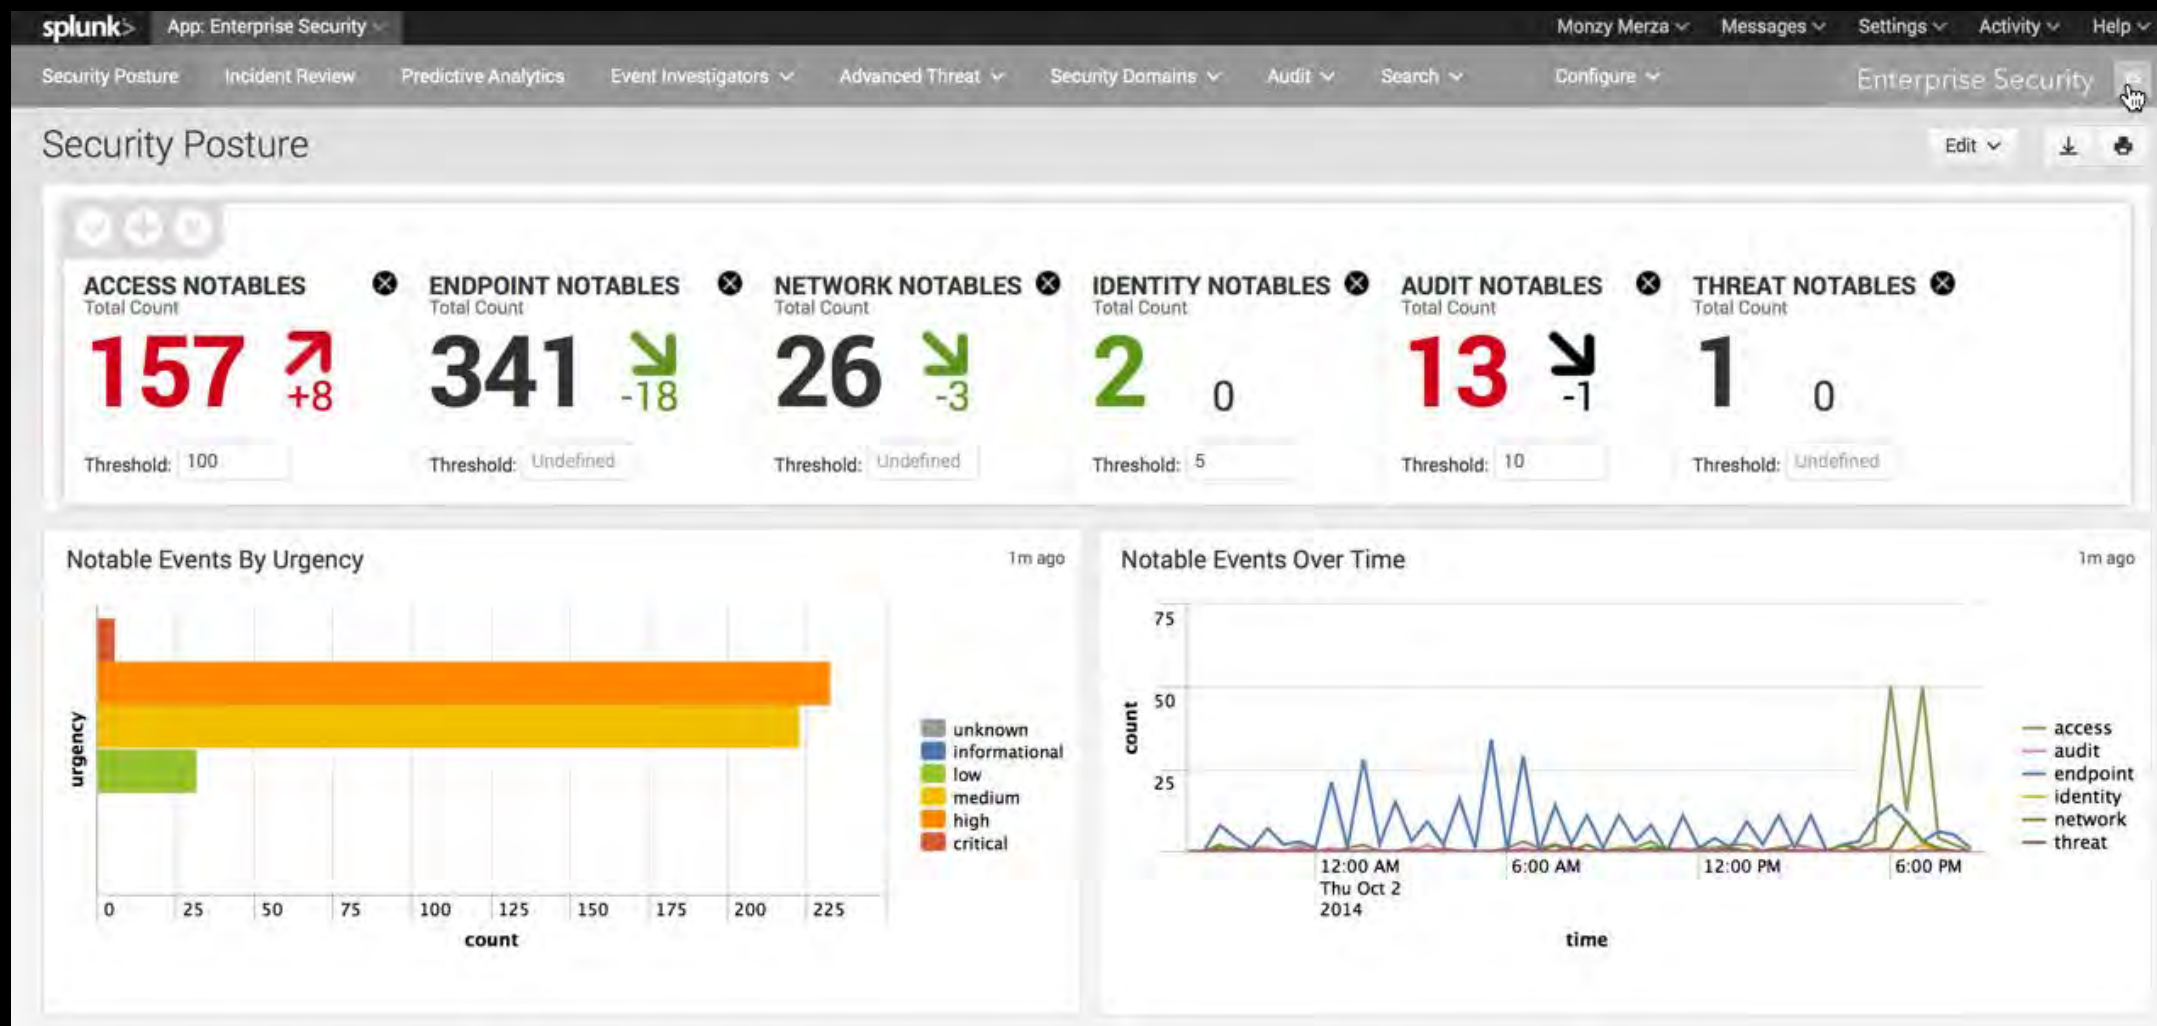 splunk> App: Enterprise Security Monzy Merza Messages Settings Activity Help
Security Posture Incident Review Predictive Analytics Event Investigators Advanced Threat Security Domains Audit Search Configure Enterprise Security
Security Posture Edit
ACCESS NOTABLES ENDPOINT NOTABLES NETWORK NOTABLES IDENTITY NOTABLES AUDIT NOTABLES THREAT NOTABLES
Total Count Total Count Total Count Total Count Total Count Total Count
157 +8 341 -18 26 -3 2 0 13 -1 1 0
Threshold: 100 Threshold: Undefined Threshold: Undefined Threshold: 5 Threshold: 10 Threshold: Undefined
Notable Events By Urgency 1m ago
urgency
unknown
informational
low
medium
high
critical
0 25 50 75 100 125 150 175 200 225
count
Notable Events Over Time 1m ago
75
50
25
count
access
audit
endpoint
identity
network
threat
12:00 AM 6:00 AM 12:00 PM 6:00 PM
Thu Oct 2
2014
time